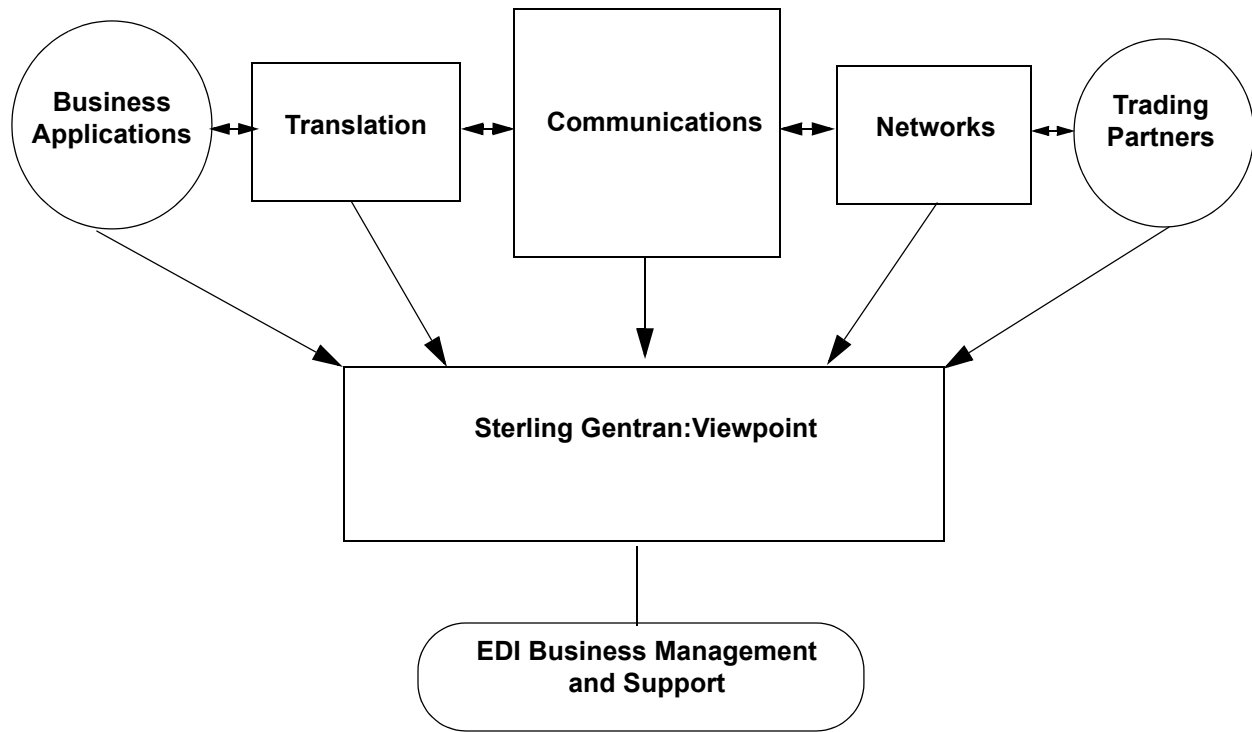 Business
Applications
Translation
Communications
Networks
Trading
Partners
Sterling Gentran:Viewpoint
EDI Business Management
and Support